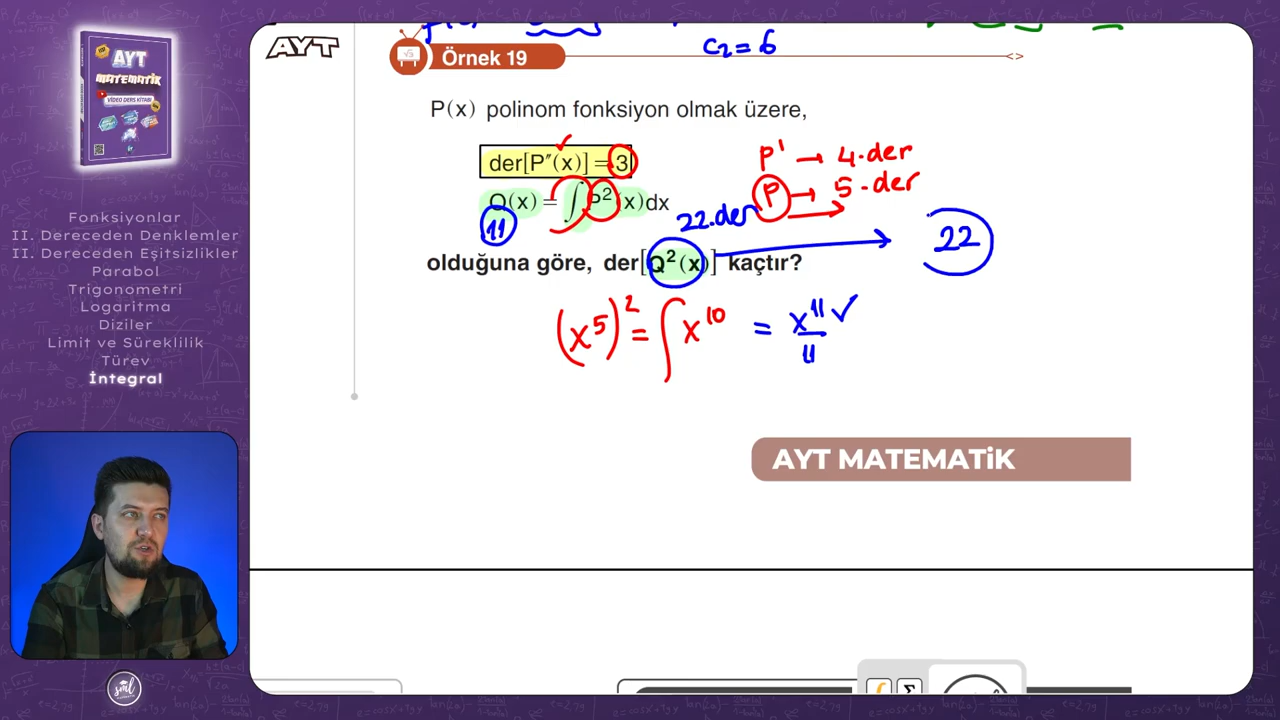 AYT
MATEMATİK
VİDEO DERS KİTABI
Fonksiyonlar
II. Dereceden Denklemler
II. Dereceden Eşitsizlikler
Parabol
Trigonometri
Logaritma
Diziler
Limit ve Süreklilik
Türev
İntegral
sml
AYT
c₂ = 6
Örnek 19
P(x) polinom fonksiyon olmak üzere,
der[P″(x)] = 3
P' → 4.der
Q(x) = ∫P²(x)dx
P → 5.der
11
22.der
22
olduğuna göre, der[Q²(x)] kaçtır?
(x⁵)² = ∫x¹⁰ = x¹¹/11 ✓
AYT MATEMATİK
∫ Σ